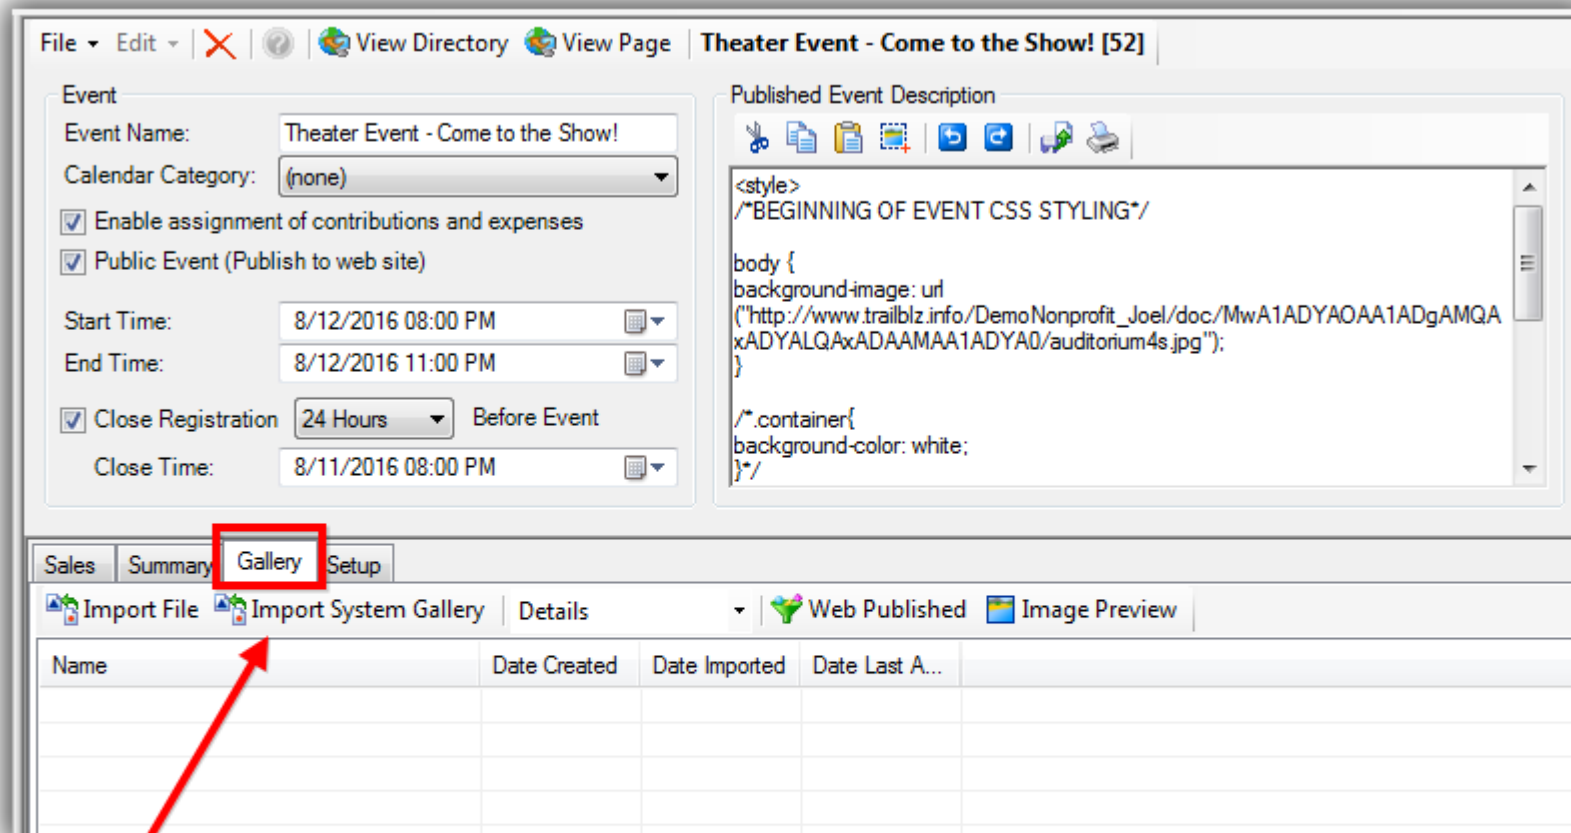 File Edit View Directory View Page Theater Event - Come to the Show! [52]
Event
Event Name: Theater Event - Come to the Show!
Calendar Category: (none)
Enable assignment of contributions and expenses
Public Event (Publish to web site)
Start Time: 8/12/2016 08:00 PM
End Time: 8/12/2016 11:00 PM
Close Registration 24 Hours Before Event
Close Time: 8/11/2016 08:00 PM
Published Event Description
<style>
/*BEGINNING OF EVENT CSS STYLING*/
body {
background-image: url
("http://www.trailblz.info/DemoNonprofit_Joel/doc/MwA1ADYAOAA1ADgAMQA
xADYALQAxADAAMAA1ADYA0/auditorium4s.jpg");
}
/*.container{
background-color: white;
}*/
Sales Summary Gallery Setup
Import File Import System Gallery Details Web Published Image Preview
Name Date Created Date Imported Date Last A...